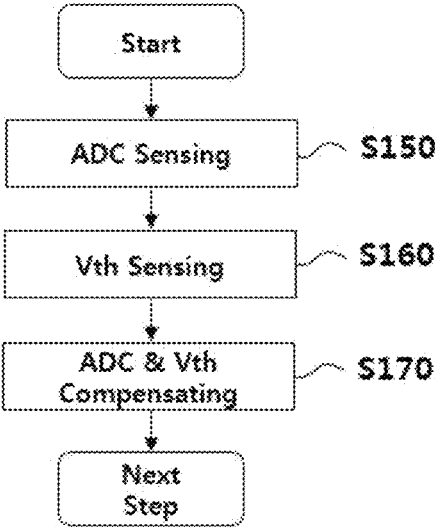 Start
ADC Sensing
S150
Vth Sensing
S160
ADC & Vth
Compensating
S170
Next
Step